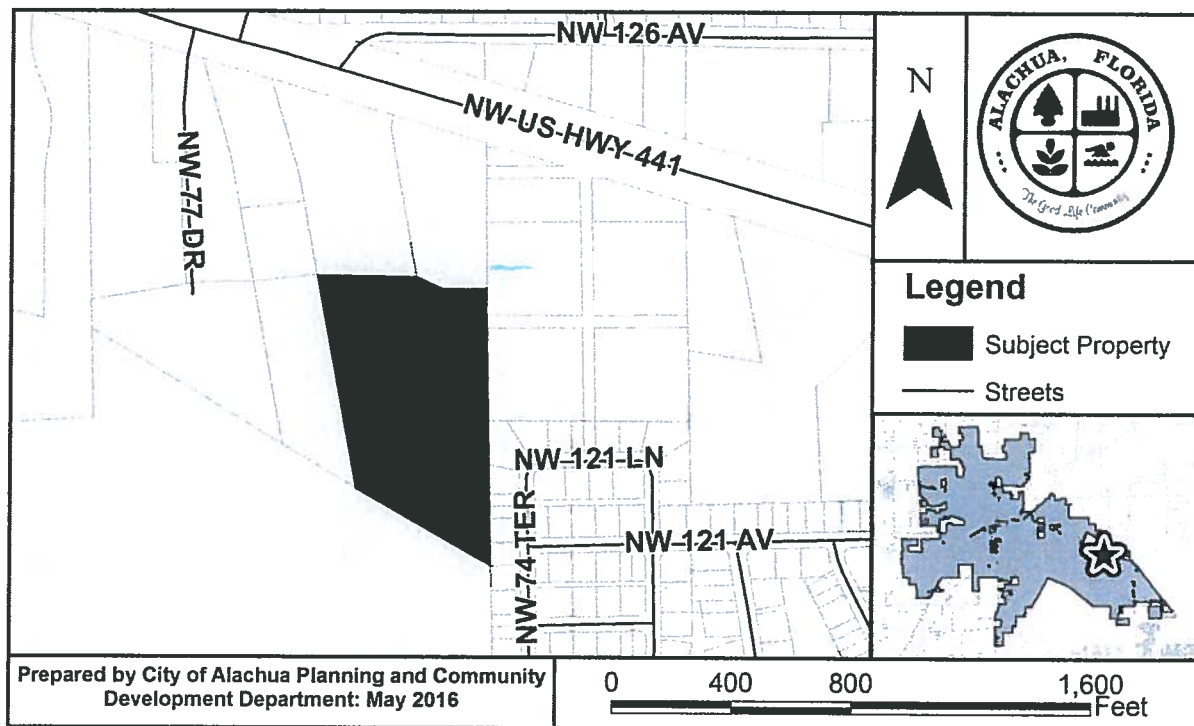 NW 126 AV
NW US HWY 441
NW 77 DR
NW 121 LN
NW 74 TER
NW 121 AV
N
ALACHUA, FLORIDA
The Good Life Community
Legend
Subject Property
Streets
Prepared by City of Alachua Planning and Community
Development Department: May 2016
0 400 800 1,600
Feet